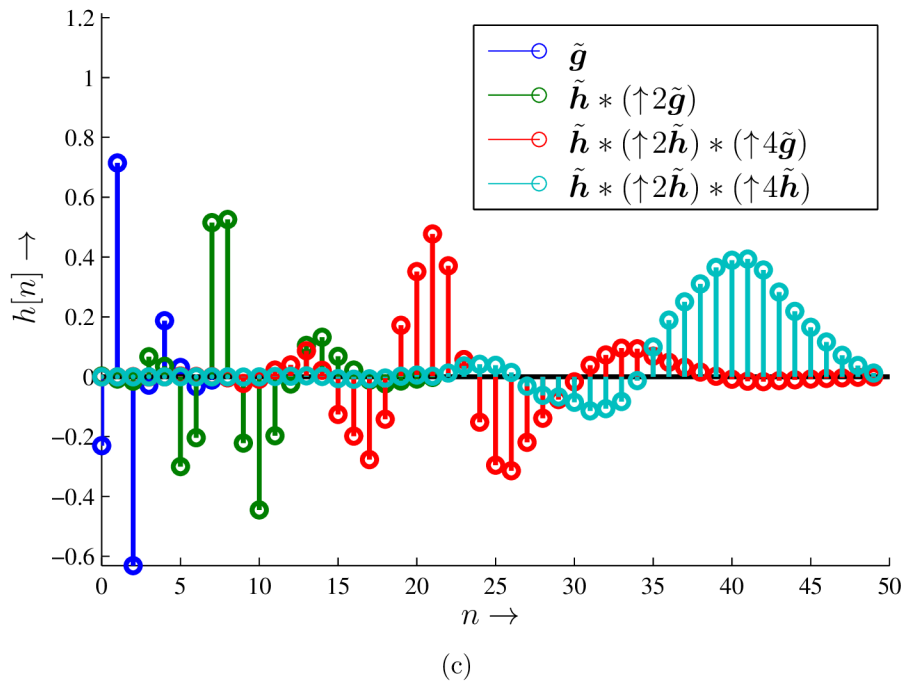 1.2
1
0.8
0.6
0.4
0.2
0
−0.2
−0.4
−0.6
h[n] →
g̃
h̃ ∗ (↑2g̃)
h̃ ∗ (↑2h̃) ∗ (↑4g̃)
h̃ ∗ (↑2h̃) ∗ (↑4h̃)
0 5 10 15 20 25 30 35 40 45 50
n →
(c)